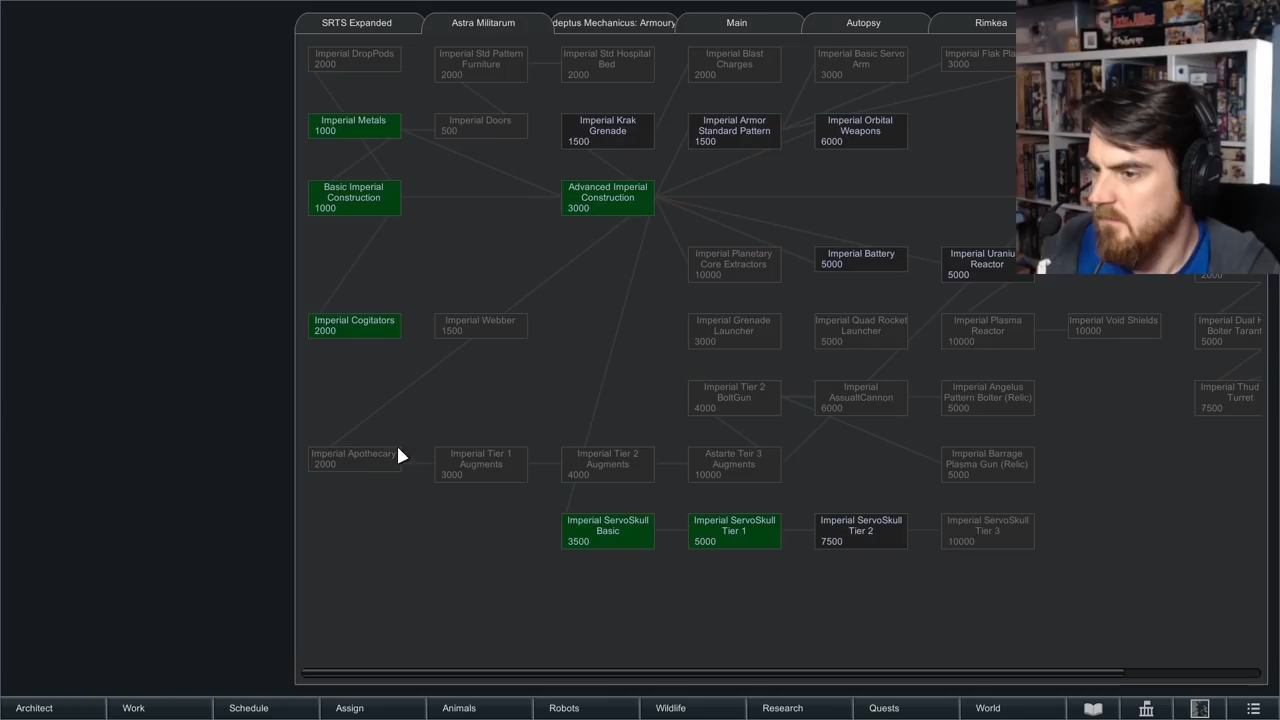 SRTS Expanded
Astra Militarum
deptus Mechanicus: Armoury
Main
Autopsy
Rimkea
Imperial DropPods
2000
Imperial Std Pattern
Furniture
2000
Imperial Std Hospital
Bed
2000
Imperial Blast
Charges
2000
Imperial Basic Servo
Arm
3000
Imperial Flak Pla
3000
Imperial Metals
1000
Imperial Doors
500
Imperial Krak
Grenade
1500
Imperial Armor
Standard Pattern
1500
Imperial Orbital
Weapons
6000
Basic Imperial
Construction
1000
Advanced Imperial
Construction
3000
Imperial Planetary
Core Extractors
10000
Imperial Battery
5000
Imperial Uraniu
Reactor
5000
2000
Imperial Cogitators
2000
Imperial Webber
1500
Imperial Grenade
Launcher
3000
Imperial Quad Rocket
Launcher
5000
Imperial Plasma
Reactor
10000
Imperial Void Shields
10000
Imperial Dual H
Bolter Tarant
5000
Imperial Tier 2
BoltGun
4000
Imperial
AssualtCannon
6000
Imperial Angelus
Pattern Bolter (Relic)
5000
Imperial Thud
Turret
7500
Imperial Apothecary
2000
Imperial Tier 1
Augments
3000
Imperial Tier 2
Augments
4000
Astarte Teir 3
Augments
10000
Imperial Barrage
Plasma Gun (Relic)
5000
Imperial ServoSkull
Basic
3500
Imperial ServoSkull
Tier 1
5000
Imperial ServoSkull
Tier 2
7500
Imperial ServoSkull
Tier 3
10000
Architect
Work
Schedule
Assign
Animals
Robots
Wildlife
Research
Quests
World